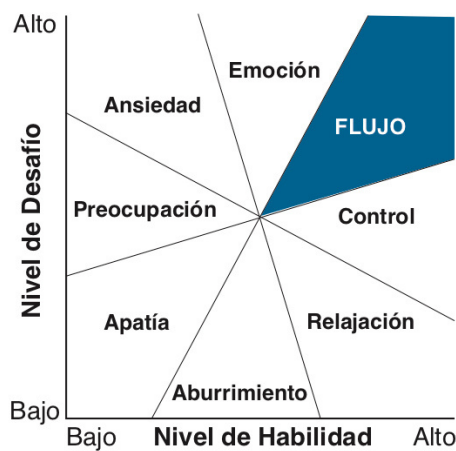 Alto
Emoción
Ansiedad
FLUJO
Nivel de Desafío
Preocupación
Control
Apatía
Relajación
Aburrimiento
Bajo
Bajo
Nivel de Habilidad
Alto